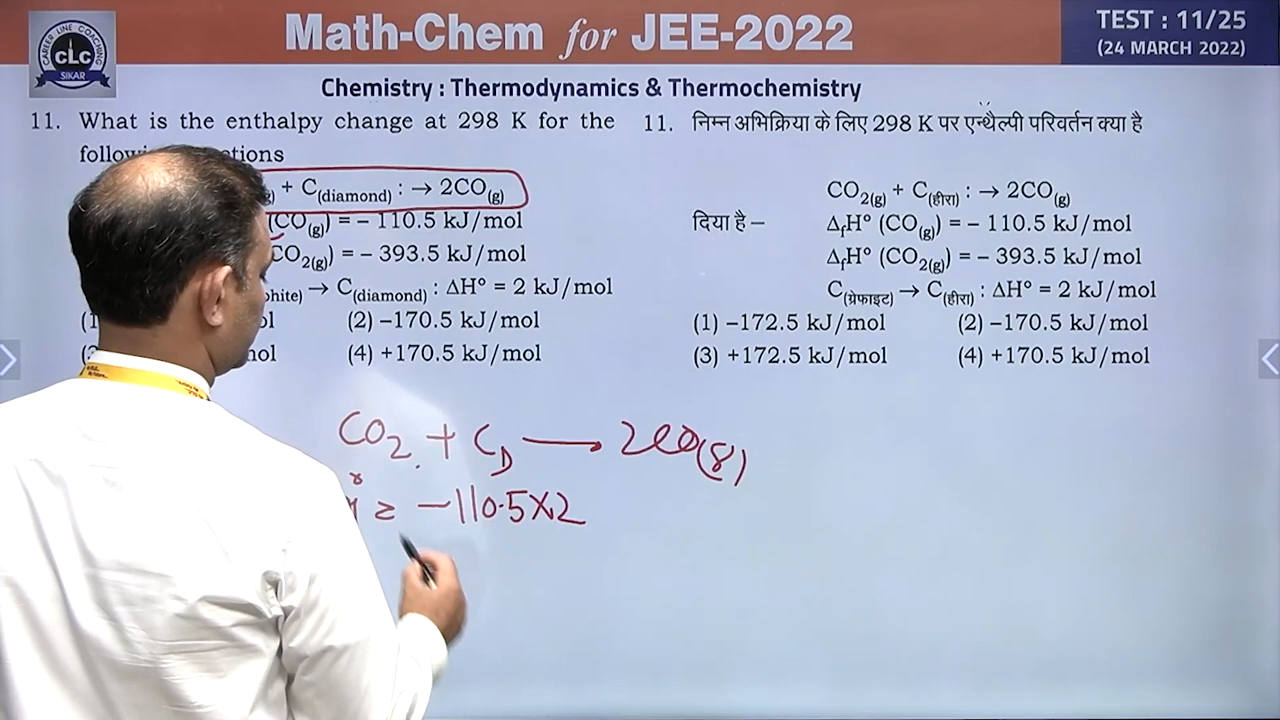 CAREER LINE COACHING
CLC
SIKAR
Math-Chem for JEE-2022
TEST : 11/25
(24 MARCH 2022)
Chemistry : Thermodynamics & Thermochemistry
11. What is the enthalpy change at 298 K for the
+ C(diamond) : → 2CO(g)
(CO(g)) = – 110.5 kJ/mol
CO2(g)) = – 393.5 kJ/mol
→ C(diamond) : ΔH° = 2 kJ/mol
(2) –170.5 kJ/mol
(4) +170.5 kJ/mol
11. निम्न अभिक्रिया के लिए 298 K पर एन्थैल्पी परिवर्तन क्या है
CO2(g) + C(हीरा) : → 2CO(g)
दिया है – ΔfH° (CO(g)) = – 110.5 kJ/mol
ΔfH° (CO2(g)) = – 393.5 kJ/mol
C(ग्रेफाइट) → C(हीरा) : ΔH° = 2 kJ/mol
(1) –172.5 kJ/mol (2) –170.5 kJ/mol
(3) +172.5 kJ/mol (4) +170.5 kJ/mol
CO2 + CD → 2CO(g)
= –110.5×2